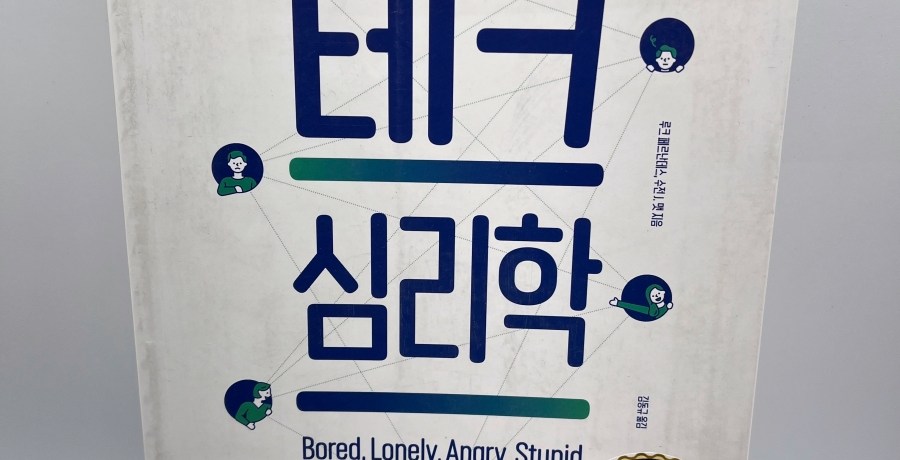 테크
심리학
루크 페르난데스, 수전 J. 맷 지음
김동규 옮김
Bored, Lonely, Angry, Stupid